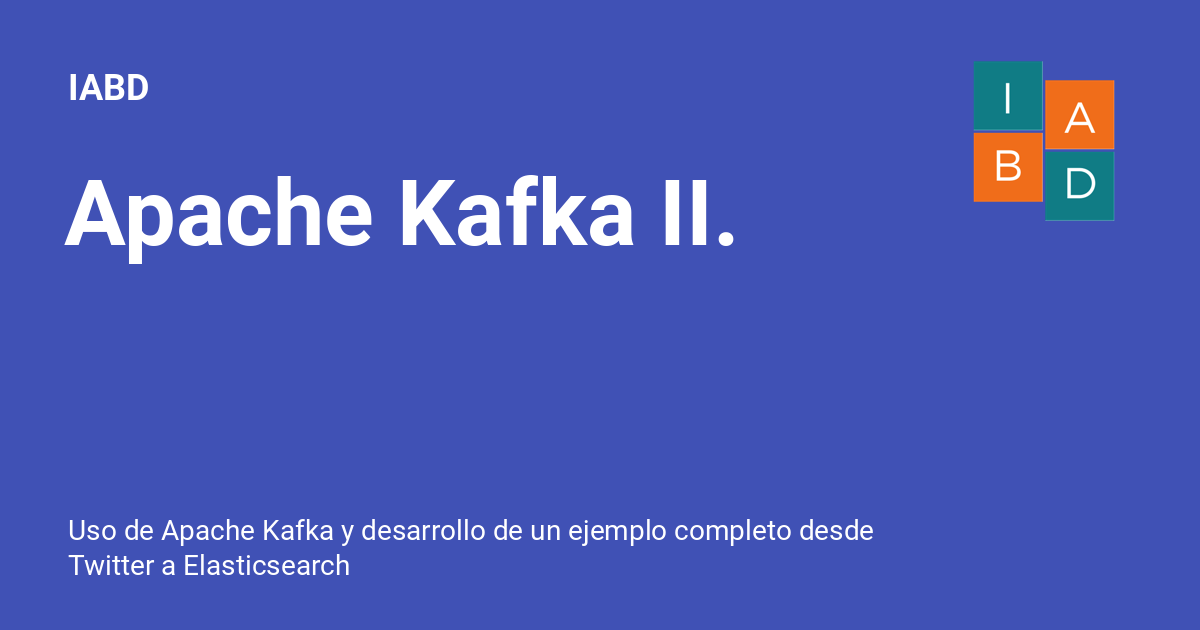 IABD
I
A
B
D
Apache Kafka II.
Uso de Apache Kafka y desarrollo de un ejemplo completo desde
Twitter a Elasticsearch